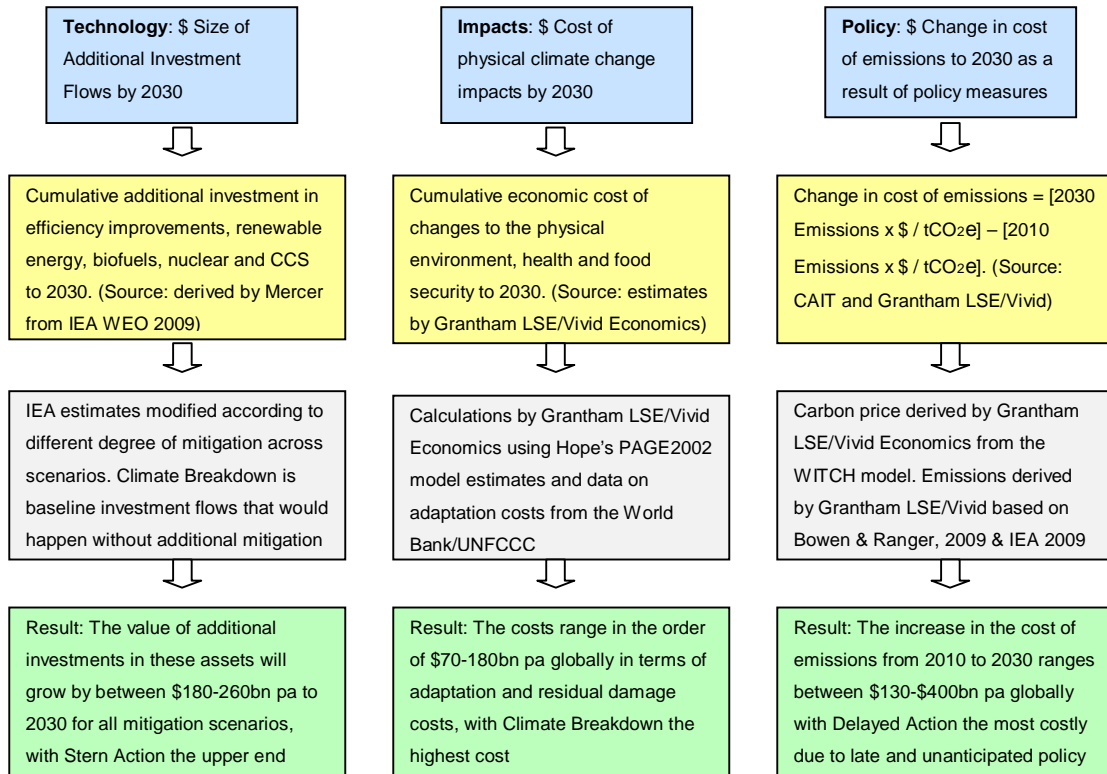 Technology: $ Size of
Additional Investment
Flows by 2030
Impacts: $ Cost of
physical climate change
impacts by 2030
Policy: $ Change in cost
of emissions to 2030 as a
result of policy measures
Cumulative additional investment in
efficiency improvements, renewable
energy, biofuels, nuclear and CCS
to 2030. (Source: derived by Mercer
from IEA WEO 2009)
Cumulative economic cost of
changes to the physical
environment, health and food
security to 2030. (Source: estimates
by Grantham LSE/Vivid Economics)
Change in cost of emissions = [2030
Emissions x $ / tCO2e] – [2010
Emissions x $ / tCO2e]. (Source:
CAIT and Grantham LSE/Vivid)
IEA estimates modified according to
different degree of mitigation across
scenarios. Climate Breakdown is
baseline investment flows that would
happen without additional mitigation
Calculations by Grantham LSE/Vivid
Economics using Hope's PAGE2002
model estimates and data on
adaptation costs from the World
Bank/UNFCCC
Carbon price derived by Grantham
LSE/Vivid Economics from the
WITCH model. Emissions derived
by Grantham LSE/Vivid based on
Bowen & Ranger, 2009 & IEA 2009
Result: The value of additional
investments in these assets will
grow by between $180-260bn pa to
2030 for all mitigation scenarios,
with Stern Action the upper end
Result: The costs range in the order
of $70-180bn pa globally in terms of
adaptation and residual damage
costs, with Climate Breakdown the
highest cost
Result: The increase in the cost of
emissions from 2010 to 2030 ranges
between $130-$400bn pa globally
with Delayed Action the most costly
due to late and unanticipated policy